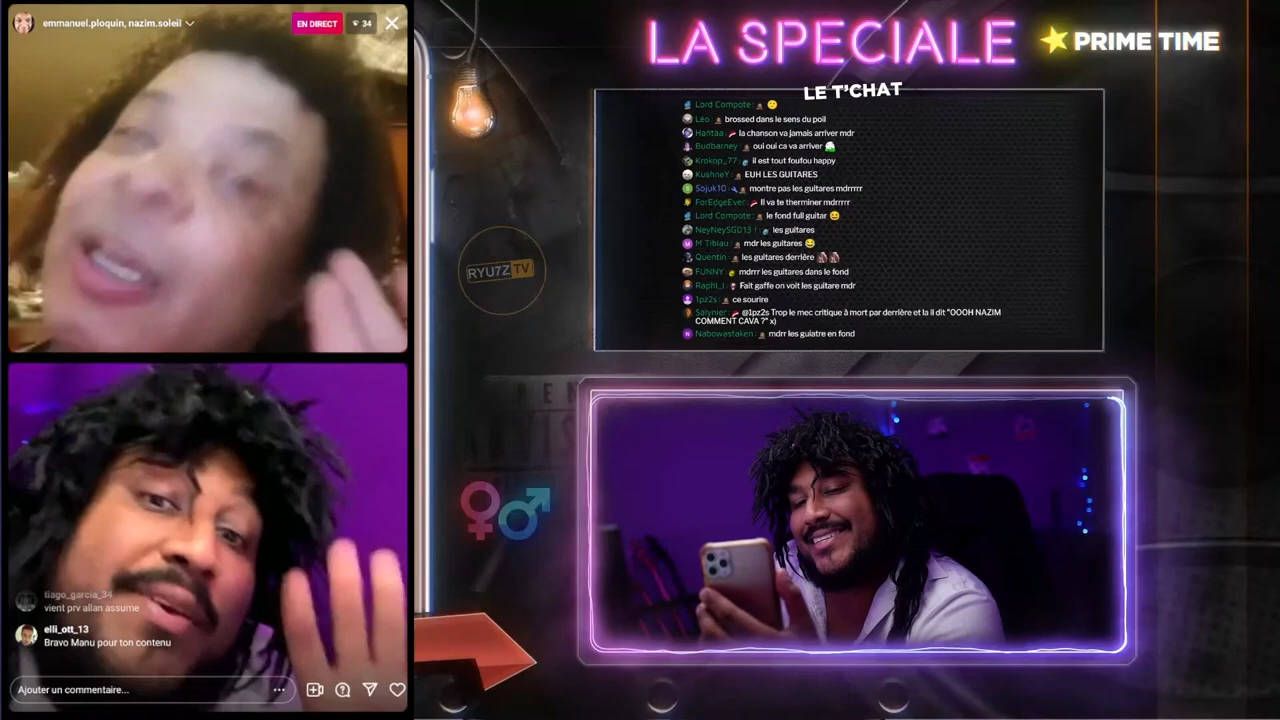 emmanuel.ploquin, nazim.soleil
EN DIRECT
34
tiago_garcia_34
vient prv allan assume
elli_ott_13
Bravo Manu pour ton contenu
Ajouter un commentaire...
LA SPECIALE
PRIME TIME
LE T'CHAT
Lord Compote :
Léo : brossed dans le sens du poil
Hantaa : la chanson va jamais arriver mdr
Budbarney : oui oui ca va arriver
Krokop_77 : il est tout foufou happy
KushneY : EUH LES GUITARES
Sojuk10 : montre pas les guitares mdrrrrr
ForEdgeEver : Il va te therminer mdrrrrr
Lord Compote : le fond full guitar
NeyNeySGD13 ! : les guitares
M Tibiau : mdr les guitares
Quentin : les guitares derrière
FUNNY : mdrrr les guitares dans le fond
Raphl_l : Fait gaffe on voit les guitare mdr
1pz2s : ce sourire
Salynier : @1pz2s Trop le mec critique à mort par derrière et la il dit "OOOH NAZIM
COMMENT CAVA ?" x)
Nabowastaken : mdrr les guiatre en fond
RYU7Z TV